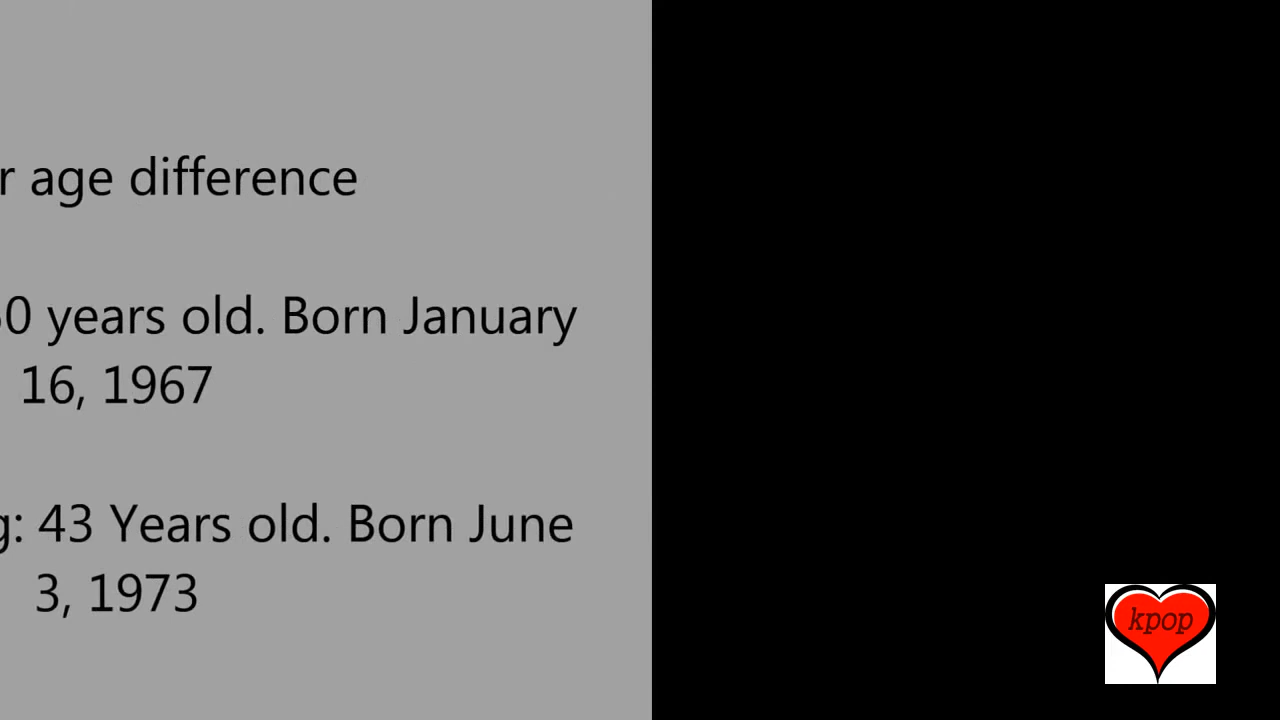 age difference
years old. Born January
16, 1967
43 Years old. Born June
3, 1973
kpop